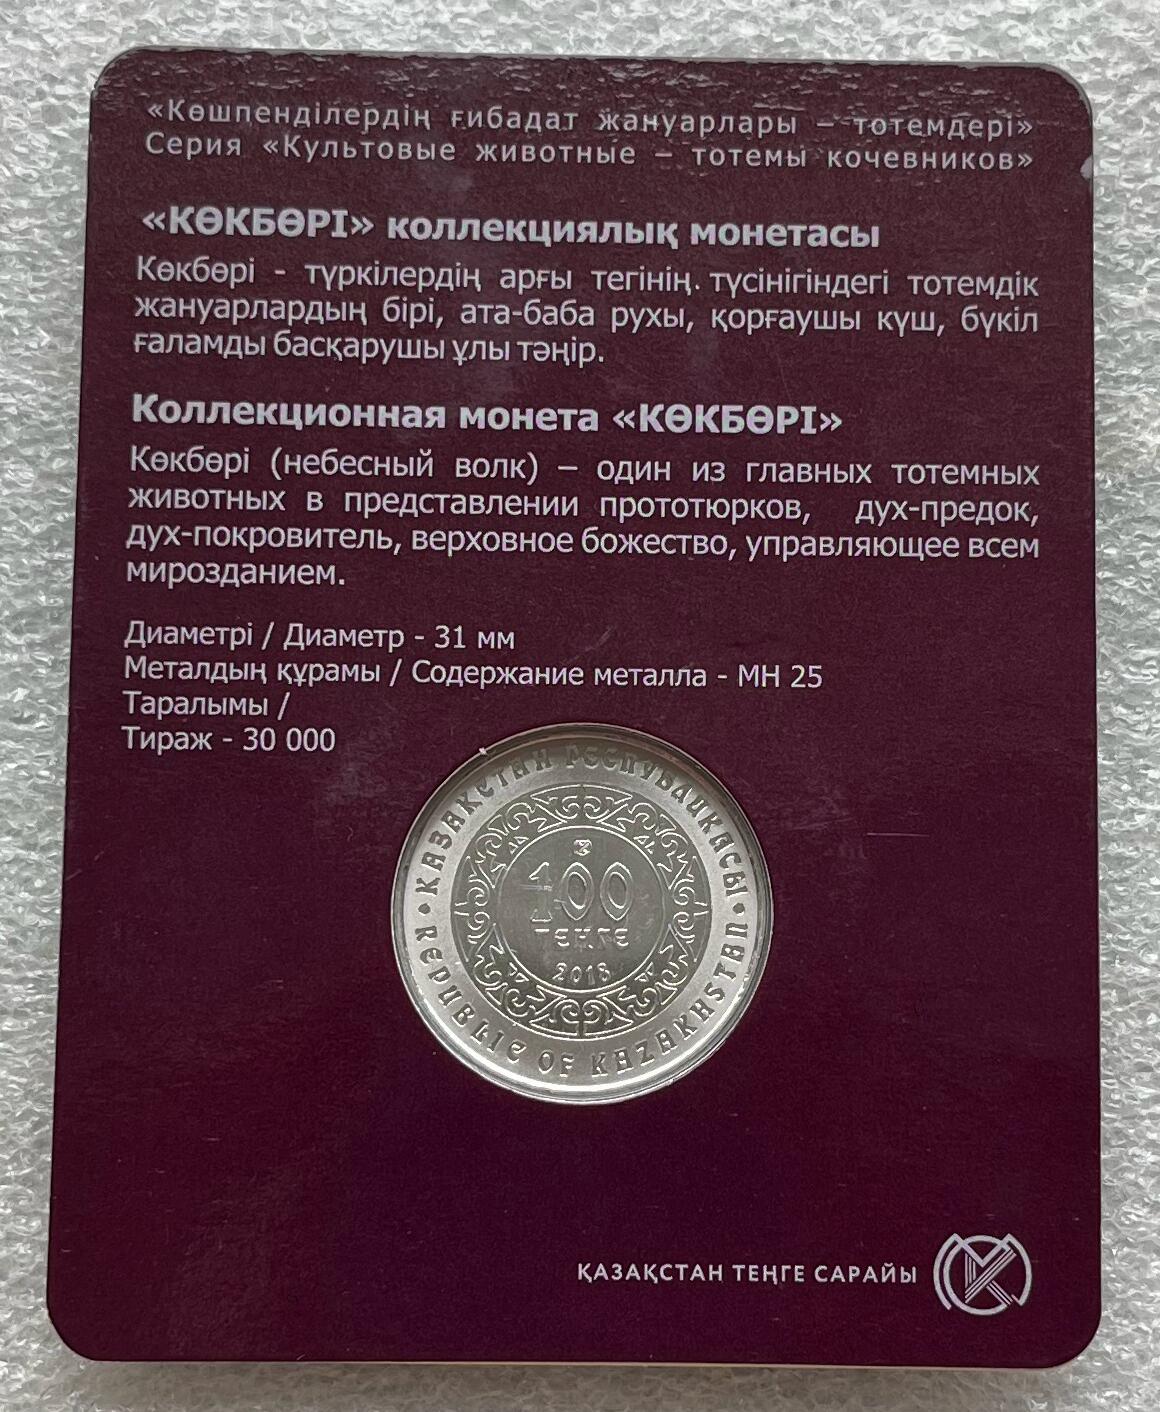 «Көшпенділердің ғибадат жануарлары – тотемдері»
Серия «Культовые животные – тотемы кочевников»
«КӨКБӨРІ» коллекциялық монетасы
Көкбөрі - түркілердің арғы тегінің түсінігіндегі тотемдік
жануарлардың бірі, ата-баба рухы, қорғаушы күш, бүкіл
ғаламды басқарушы ұлы тәңір.
Коллекционная монета «КӨКБӨРІ»
Көкбөрі (небесный волк) – один из главных тотемных
животных в представлении прототюрков, дух-предок,
дух-покровитель, верховное божество, управляющее всем
мирозданием.
Диаметрі / Диаметр - 31 мм
Металдың құрамы / Содержание металла - МН 25
Таралымы /
Тираж - 30 000
ҚАЗАҚСТАН РЕСПУБЛИКАСЫ
100
ТЕҢГЕ
2018
REPUBLIC OF KAZAKHSTAN
ҚАЗАҚСТАН ТЕҢГЕ САРАЙЫ